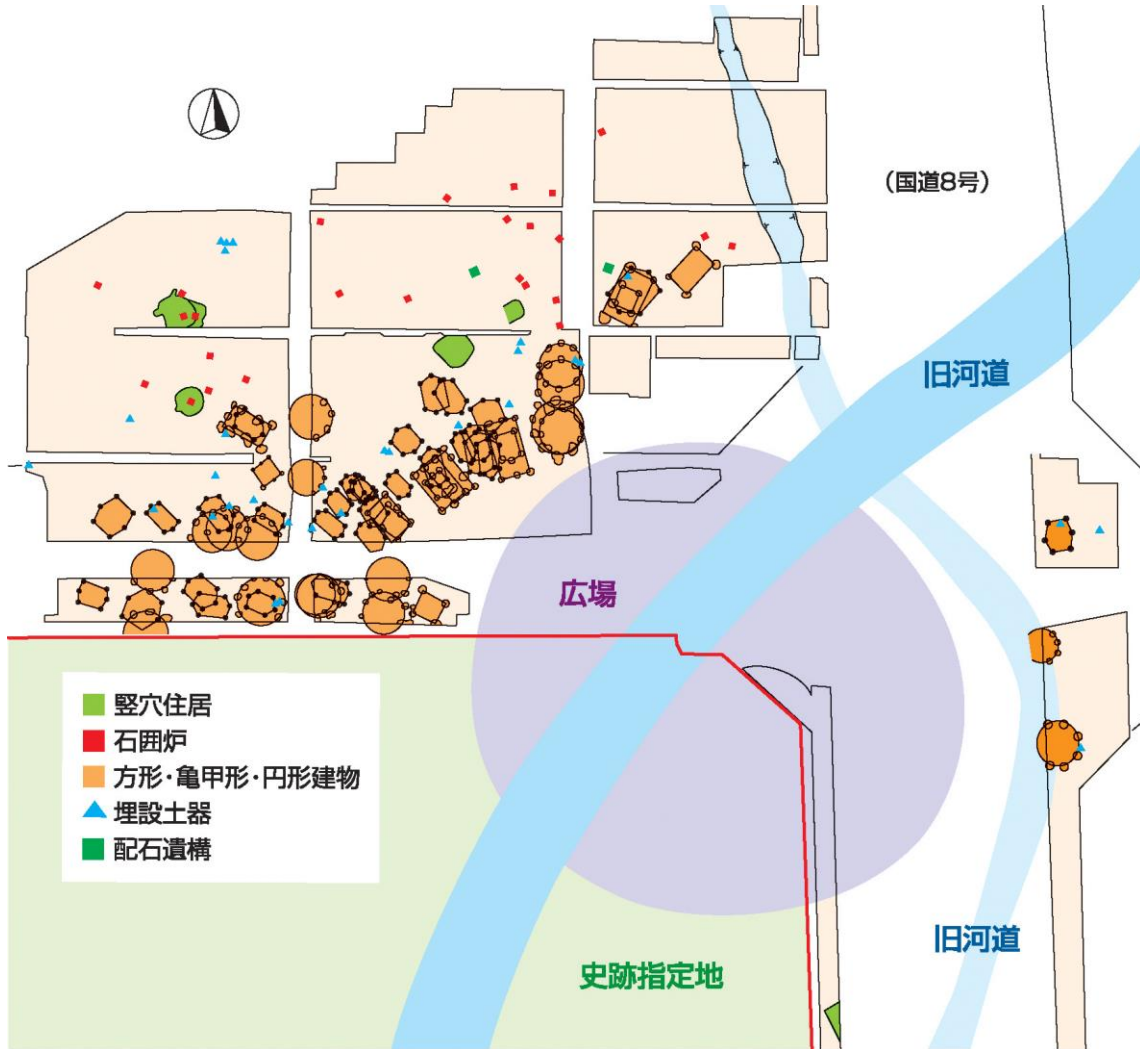 (国道8号)
旧河道
広場
竪穴住居
石囲炉
方形・亀甲形・円形建物
埋設土器
配石遺構
旧河道
史跡指定地